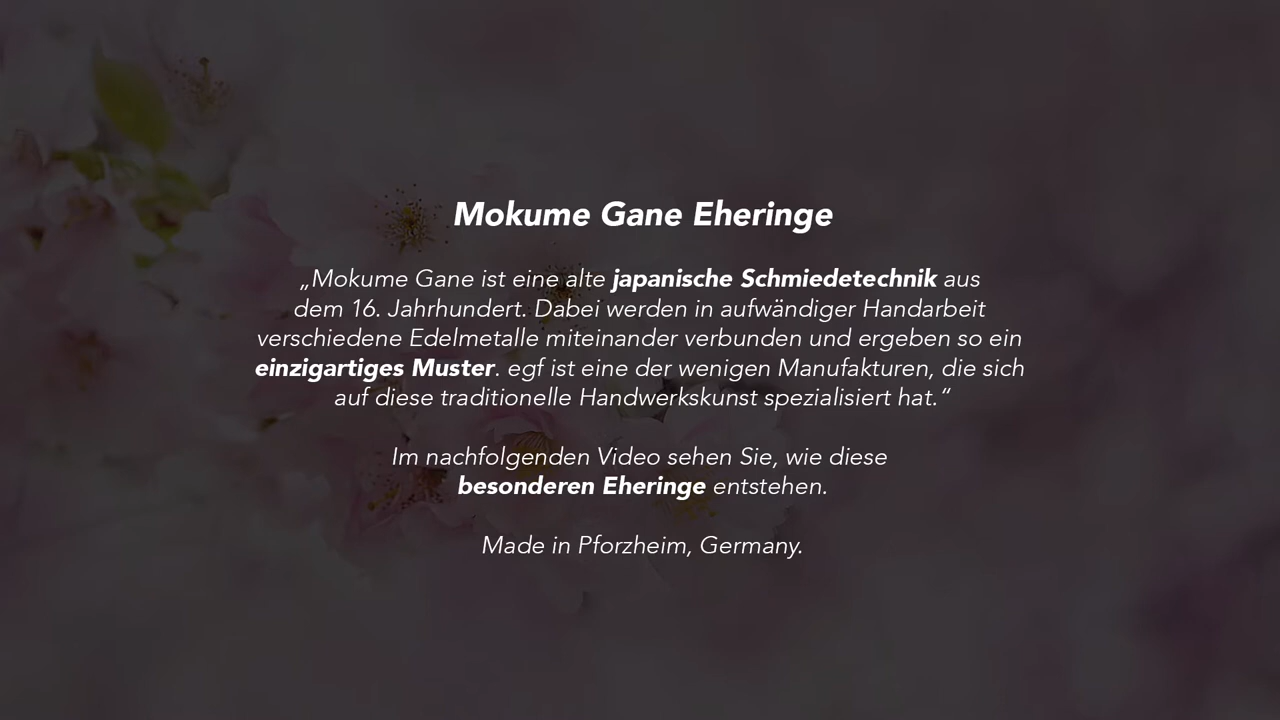 Mokume Gane Eheringe
„Mokume Gane ist eine alte japanische Schmiedetechnik aus
dem 16. Jahrhundert. Dabei werden in aufwändiger Handarbeit
verschiedene Edelmetalle miteinander verbunden und ergeben so ein
einzigartiges Muster. egf ist eine der wenigen Manufakturen, die sich
auf diese traditionelle Handwerkskunst spezialisiert hat.“
Im nachfolgenden Video sehen Sie, wie diese
besonderen Eheringe entstehen.
Made in Pforzheim, Germany.